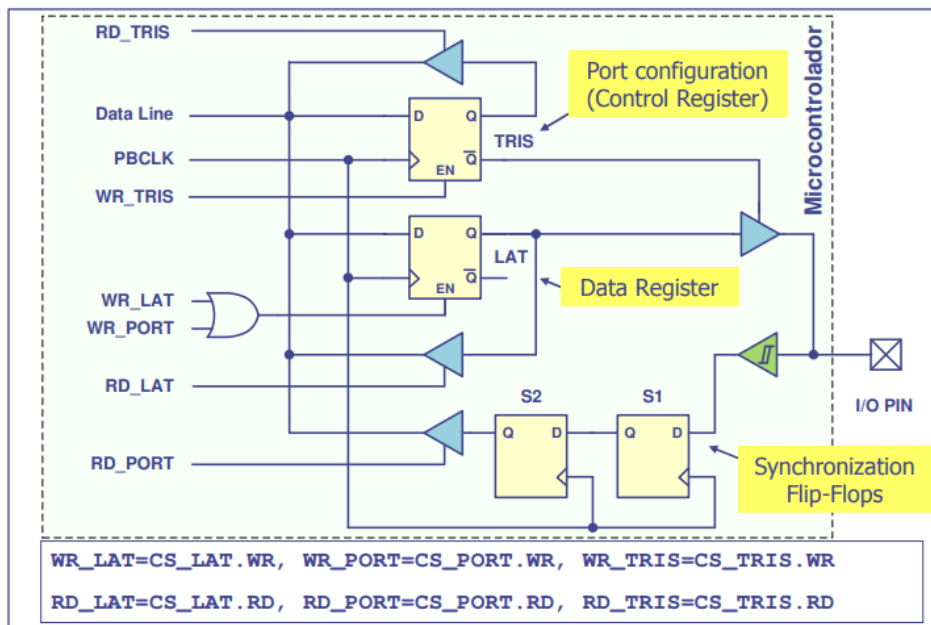 RD_TRIS
Port configuration
(Control Register)
Microcontrolador
Data Line
D
Q
TRIS
PBCLK
Q
EN
WR_TRIS
D
Q
LAT
Q
EN
Data Register
WR_LAT
WR_PORT
RD_LAT
S2
S1
I/O PIN
Q
D
Q
D
RD_PORT
Synchronization
Flip-Flops
WR_LAT=CS_LAT.WR, WR_PORT=CS_PORT.WR, WR_TRIS=CS_TRIS.WR
RD_LAT=CS_LAT.RD, RD_PORT=CS_PORT.RD, RD_TRIS=CS_TRIS.RD